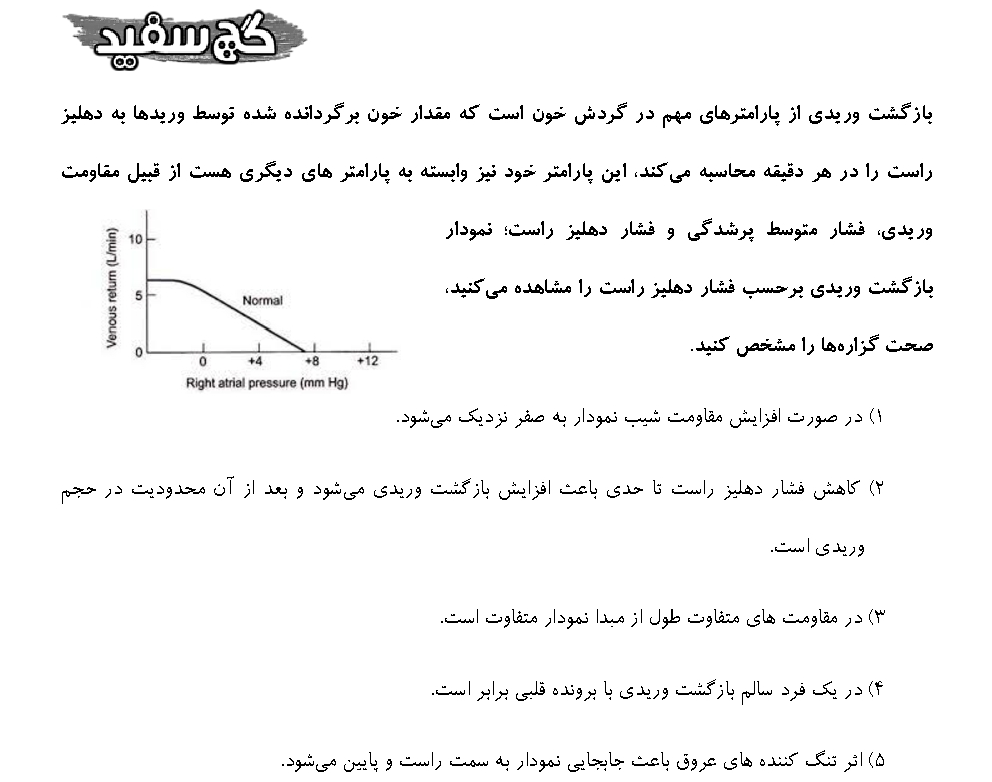 گچ سفید
بازگشت وریدی از پارامترهای مهم در گردش خون است که مقدار خون برگردانده شده توسط وریدها به دهلیز
راست را در هر دقیقه محاسبه می‌کند، این پارامتر خود نیز وابسته به پارامتر های دیگری هست از قبیل مقاومت
وریدی، فشار متوسط پرشدگی و فشار دهلیز راست؛ نمودار
بازگشت وریدی برحسب فشار دهلیز راست را مشاهده می‌کنید،
صحت گزاره‌ها را مشخص کنید.
Venous return (L/min)
10
5
0
Normal
0 +4 +8 +12
Right atrial pressure (mm Hg)
۱) در صورت افزایش مقاومت شیب نمودار به صفر نزدیک می‌شود.
۲) کاهش فشار دهلیز راست تا حدی باعث افزایش بازگشت وریدی می‌شود و بعد از آن محدودیت در حجم
وریدی است.
۳) در مقاومت های متفاوت طول از مبدا نمودار متفاوت است.
۴) در یک فرد سالم بازگشت وریدی با برونده قلبی برابر است.
۵) اثر تنگ کننده های عروق باعث جابجایی نمودار به سمت راست و پایین می‌شود.